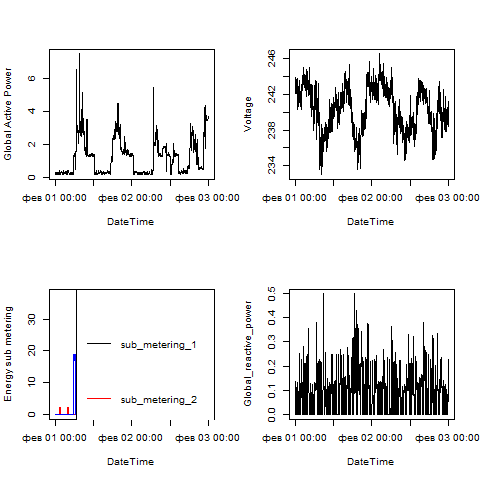 Global Active Power
0
2
4
6
фев 01 00:00
фев 02 00:00
фев 03 00:00
DateTime
Voltage
234
238
242
246
фев 01 00:00
фев 02 00:00
фев 03 00:00
DateTime
Energy sub metering
0
10
20
30
sub_metering_1
sub_metering_2
фев 01 00:00
фев 02 00:00
фев 03 00:00
DateTime
Global_reactive_power
0.0
0.1
0.2
0.3
0.4
0.5
фев 01 00:00
фев 02 00:00
фев 03 00:00
DateTime